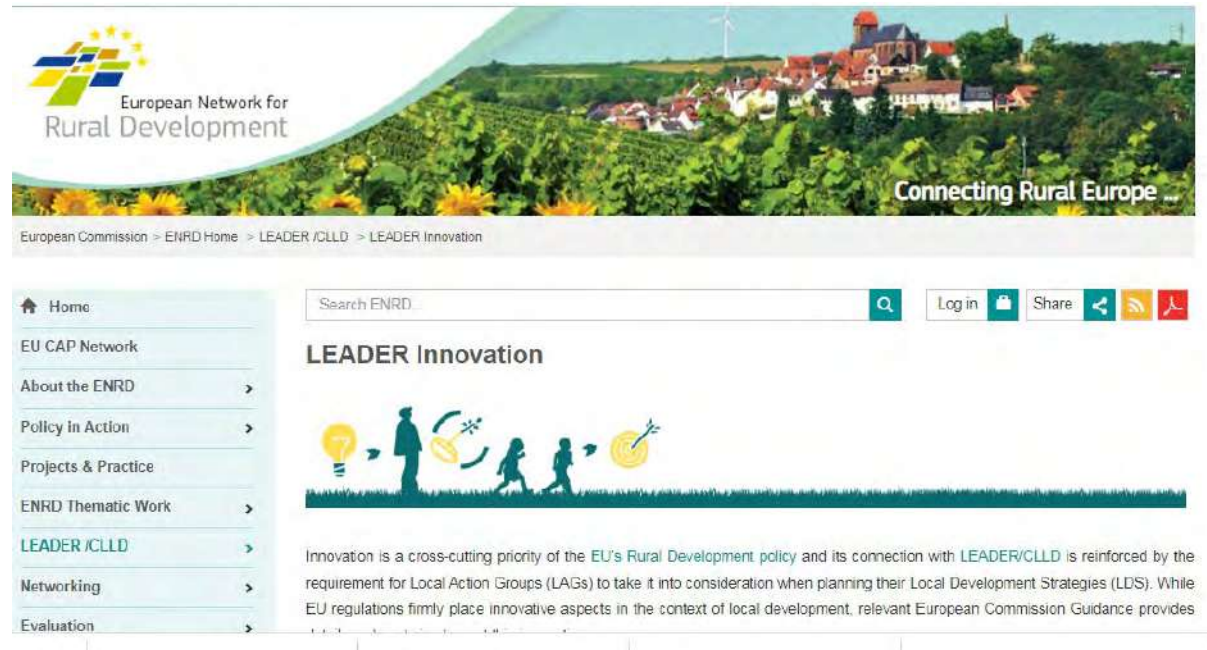 European Network for
Rural Development
Connecting Rural Europe ...
European Commission > ENRD Home > LEADER /CLLD > LEADER Innovation
Home
EU CAP Network
About the ENRD
Policy in Action
Projects & Practice
ENRD Thematic Work
LEADER /CLLD
Networking
Evaluation
Search ENRD...
Log in
Share
LEADER Innovation
Innovation is a cross-cutting priority of the EU's Rural Development policy and its connection with LEADER/CLLD is reinforced by the
requirement for Local Action Groups (LAGs) to take it into consideration when planning their Local Development Strategies (LDS). While
EU regulations firmly place innovative aspects in the context of local development, relevant European Commission Guidance provides